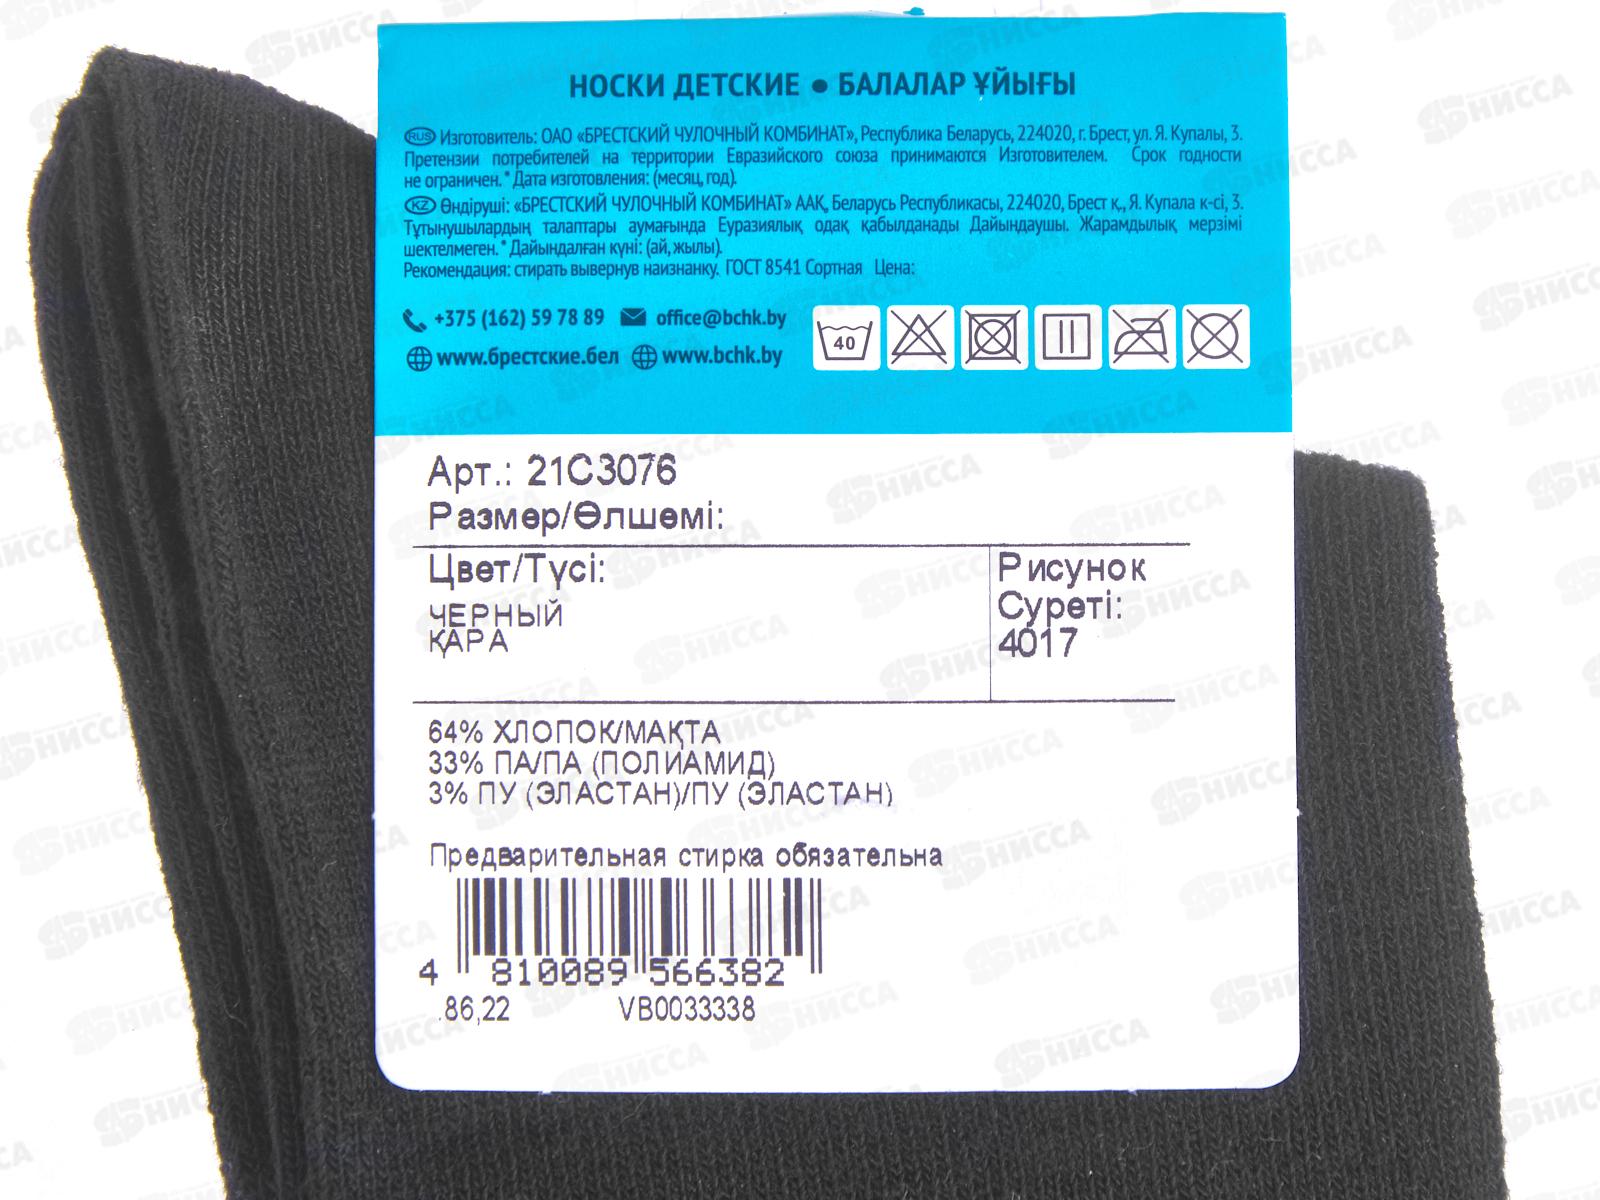 НОСКИ ДЕТСКИЕ ● БАЛАЛАР ҰЙЫҒЫ
RUS Изготовитель: ОАО «БРЕСТСКИЙ ЧУЛОЧНЫЙ КОМБИНАТ», Республика Беларусь, 224020, г. Брест, ул. Я. Купалы, 3.
Претензии потребителей на территории Евразийского союза принимаются Изготовителем. Срок годности
не ограничен. * Дата изготовления: (месяц, год).
KZ Өндіруші: «БРЕСТСКИЙ ЧУЛОЧНЫЙ КОМБИНАТ» ААҚ, Беларусь Республикасы, 224020, Брест қ., Я. Купала к-сі, 3.
Тұтынушылардың талаптары аумағында Еуразиялық одақ қабылданады Дайындаушы. Жарамдылық мерзімі
шектелмеген. * Дайындалған күні: (ай, жылы).
Рекомендация: стирать вывернув наизнанку. ГОСТ 8541 Сортная Цена:
+375 (162) 59 78 89 office@bchk.by
www.брестские.бел www.bchk.by
40
Арт.: 21С3076
Размер/Өлшемі:
Цвет/Түсі:
ЧЕРНЫЙ
ҚАРА
Рисунок
Суреті:
4017
64% ХЛОПОК/МАҚТА
33% ПА/ПА (ПОЛИАМИД)
3% ПУ (ЭЛАСТАН)/ПУ (ЭЛАСТАН)
Предварительная стирка обязательна
4 810089 566382
.86,22 VB0033338
НИССА